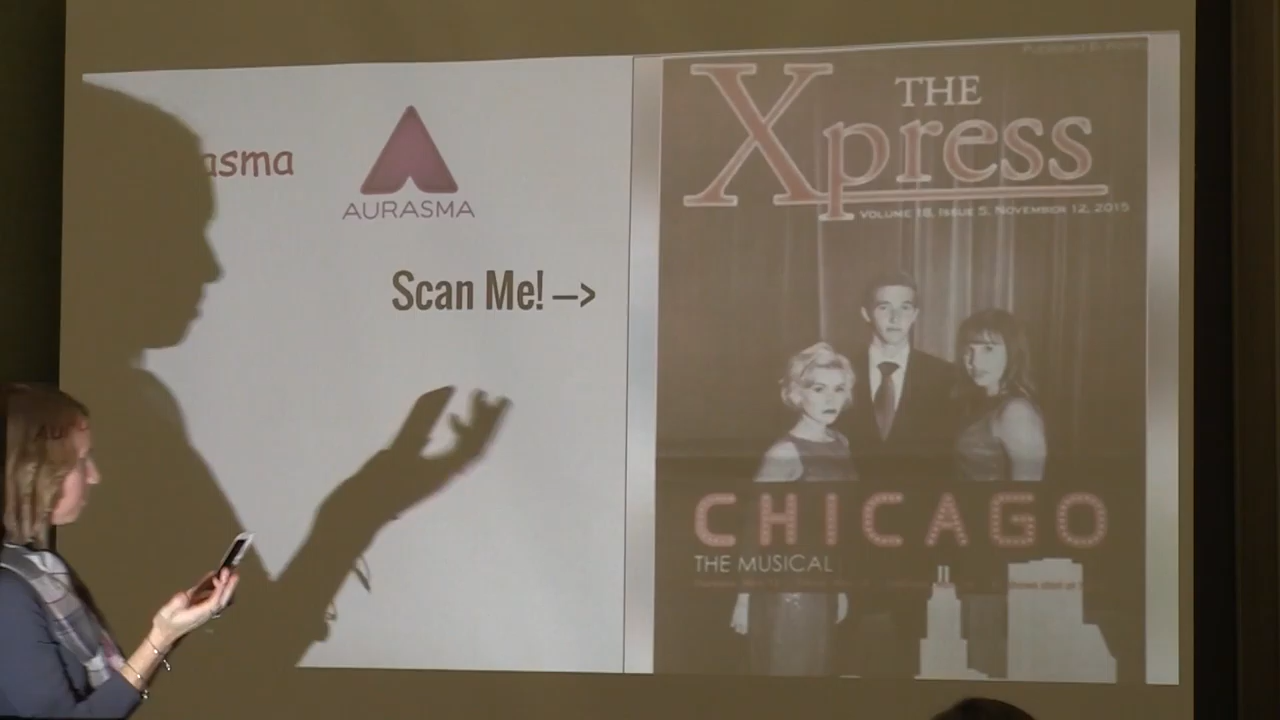 asma
AURASMA
Scan Me! —>
THE
Xpress
VOLUME 18, ISSUE 5, NOVEMBER 12, 2015
CHICAGO
THE MUSICAL